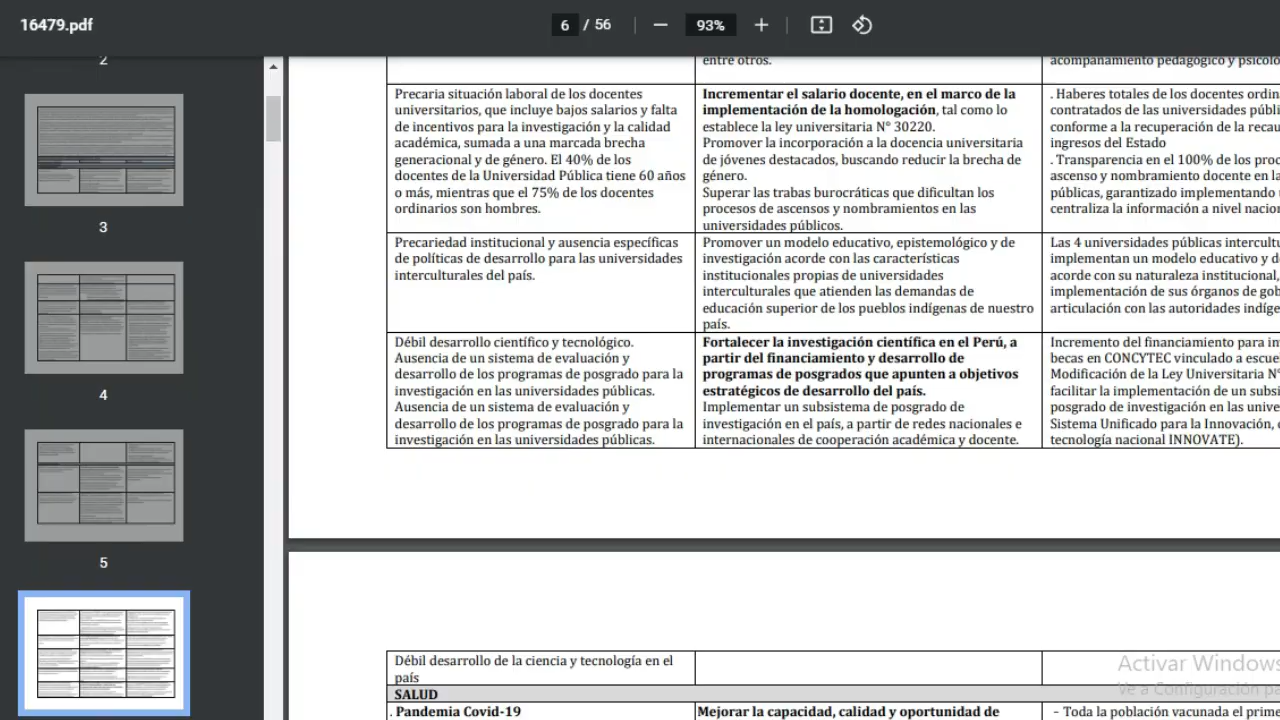 16479.pdf
6 / 56
93%
2
3
4
5
entre otros.
acompañamiento pedagógico y psicoló
Precaria situación laboral de los docentes
universitarios, que incluye bajos salarios y falta
de incentivos para la investigación y la calidad
académica, sumada a una marcada brecha
generacional y de género. El 40% de los
docentes de la Universidad Pública tiene 60 años
o más, mientras que el 75% de los docentes
ordinarios son hombres.
Incrementar el salario docente, en el marco de la
implementación de la homologación, tal como lo
establece la ley universitaria N° 30220.
Promover la incorporación a la docencia universitaria
de jóvenes destacados, buscando reducir la brecha de
género.
Superar las trabas burocráticas que dificultan los
procesos de ascensos y nombramientos en las
universidades públicos.
. Haberes totales de los docentes ordin
contratados de las universidades públi
conforme a la recuperación de la recau
ingresos del Estado
. Transparencia en el 100% de los proc
ascenso y nombramiento docente en la
públicas, garantizado implementando
centraliza la información a nivel nacio
Precariedad institucional y ausencia específicas
de políticas de desarrollo para las universidades
interculturales del país.
Promover un modelo educativo, epistemológico y de
investigación acorde con las características
institucionales propias de universidades
interculturales que atienden las demandas de
educación superior de los pueblos indígenas de nuestro
país.
Las 4 universidades públicas intercultu
implementan un modelo educativo y d
acorde con su naturaleza institucional,
implementación de sus órganos de gob
articulación con las autoridades indíge
Débil desarrollo científico y tecnológico.
Ausencia de un sistema de evaluación y
desarrollo de los programas de posgrado para la
investigación en las universidades públicas.
Ausencia de un sistema de evaluación y
desarrollo de los programas de posgrado para la
investigación en las universidades públicas.
Fortalecer la investigación científica en el Perú, a
partir del financiamiento y desarrollo de
programas de posgrados que apunten a objetivos
estratégicos de desarrollo del país.
Implementar un subsistema de posgrado de
investigación en el país, a partir de redes nacionales e
internacionales de cooperación académica y docente.
Incremento del financiamiento para in
becas en CONCYTEC vinculado a escue
Modificación de la Ley Universitaria N°
facilitar la implementación de un subsi
posgrado de investigación en las unive
Sistema Unificado para la Innovación,
tecnología nacional INNOVATE).
Débil desarrollo de la ciencia y tecnología en el
país
SALUD
. Pandemia Covid-19
Mejorar la capacidad, calidad y oportunidad de
– Toda la población vacunada el prime
Activar Windows
Ve a Configuración pa